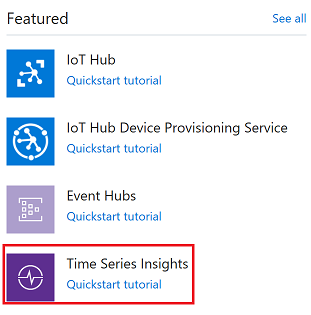 Featured
See all
IoT Hub
Quickstart tutorial
IoT Hub Device Provisioning Service
Quickstart tutorial
Event Hubs
Quickstart tutorial
Time Series Insights
Quickstart tutorial